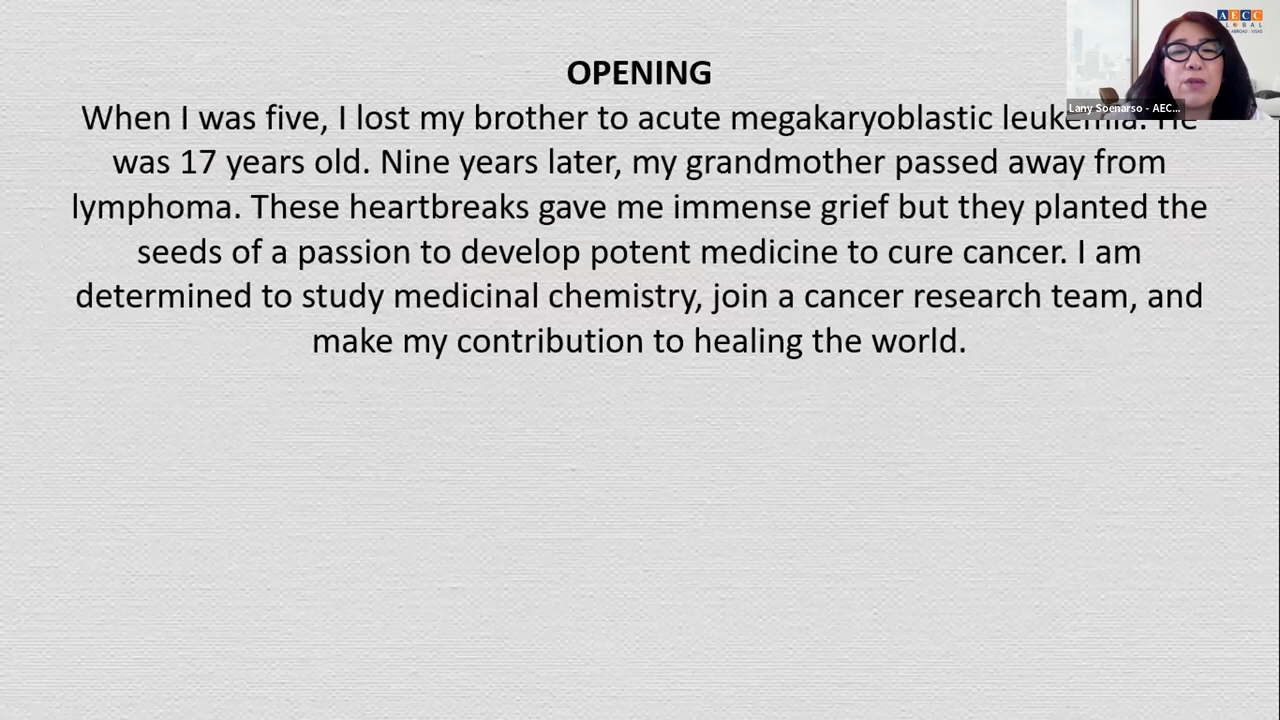 OPENING
When I was five, I lost my brother to acute megakaryoblastic leukemia. He
was 17 years old. Nine years later, my grandmother passed away from
lymphoma. These heartbreaks gave me immense grief but they planted the
seeds of a passion to develop potent medicine to cure cancer. I am
determined to study medicinal chemistry, join a cancer research team, and
make my contribution to healing the world.
AECC
GLOBAL
ABROAD | VISAS
Lany Soenarso - AEC...